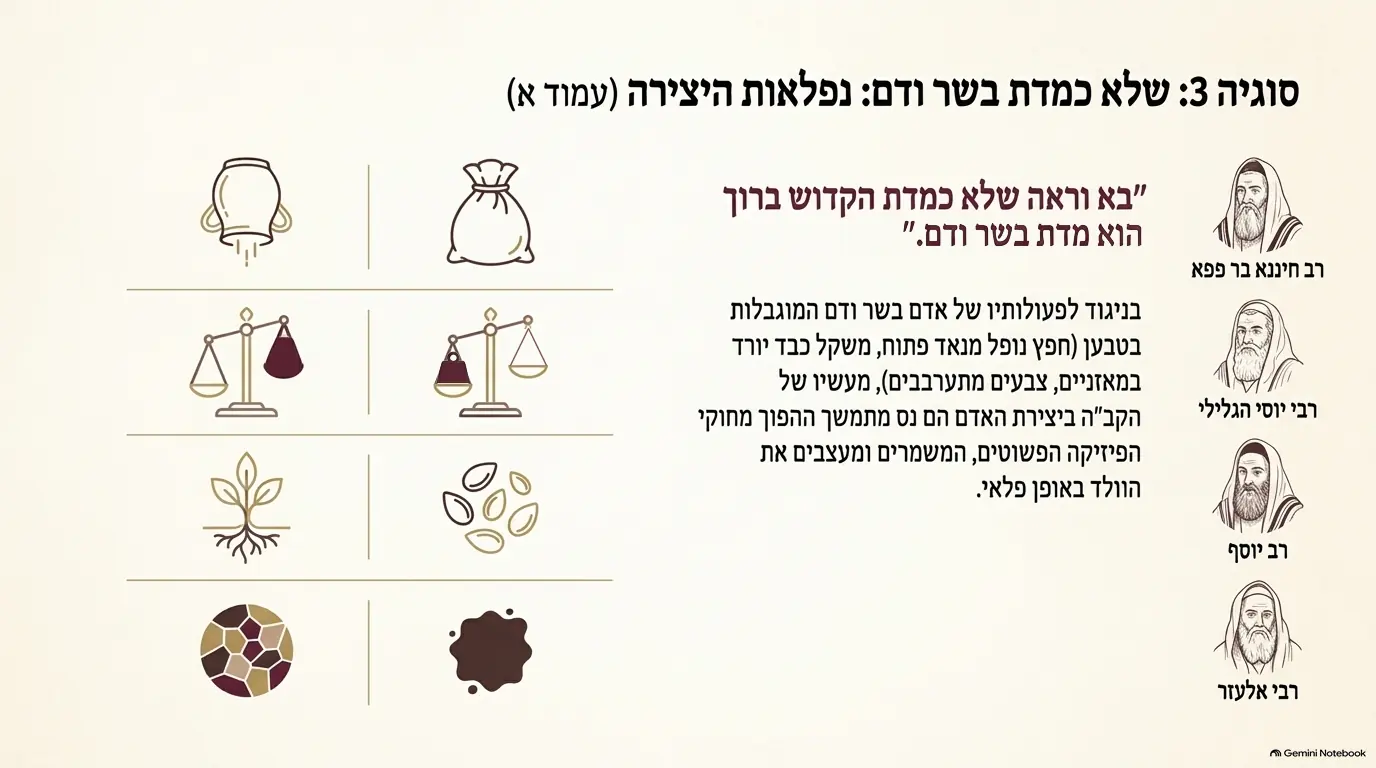 סוגיה 3: שלא כמדת בשר ודם: נפלאות היצירה (עמוד א)
"בא וראה שלא כמדת הקדוש ברוך
הוא מדת בשר ודם."
בניגוד לפעולותיו של אדם בשר ודם המוגבלות
בטבען (חפץ נופל מנאד פתוח, משקל כבד יורד
במאזניים, צבעים מתערבבים), מעשיו של
הקב"ה ביצירת האדם הם נס מתמשך ההפוך מחוקי
הפיזיקה הפשוטים, המשמרים ומעצבים את
הוולד באופן פלאי.
רב חיננא בר פפא
רבי יוסי הגלילי
רב יוסף
רבי אלעזר
Gemini Notebook